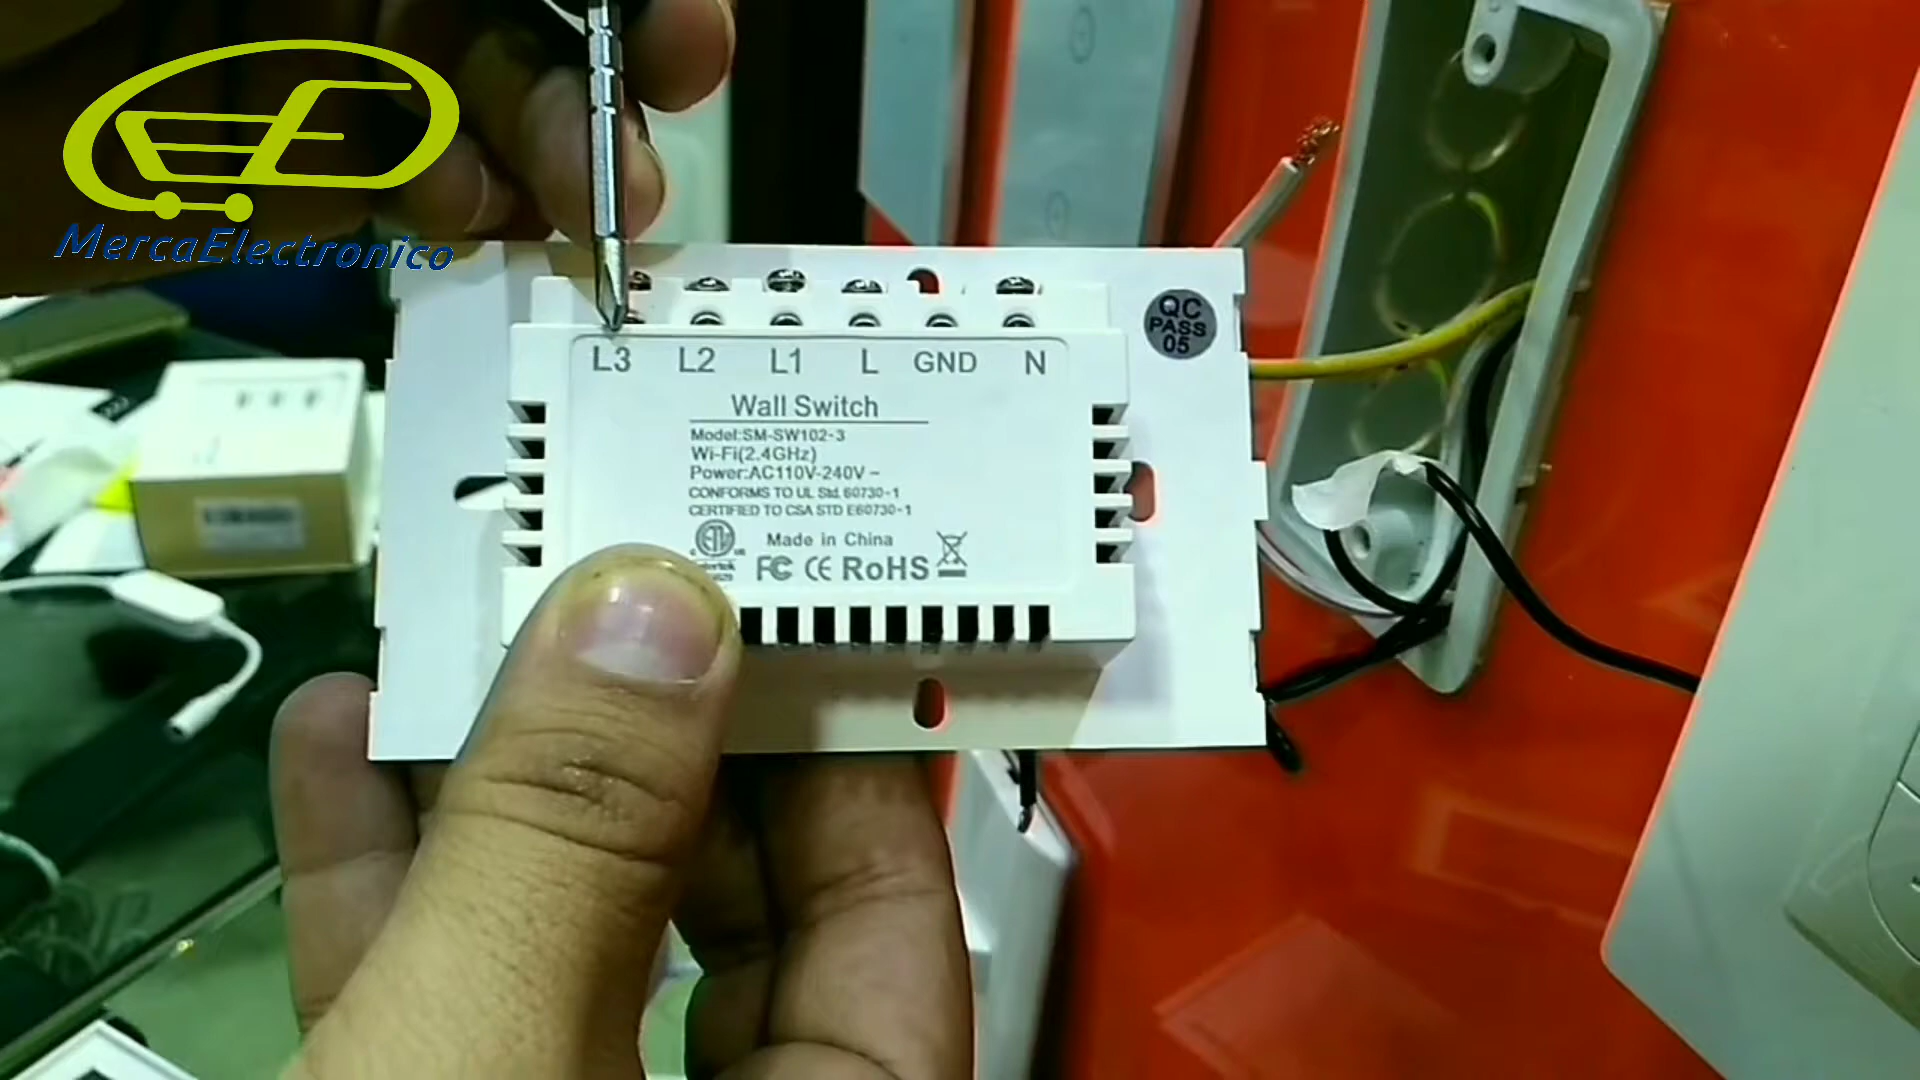 MercaElectronico
QC
PASS
05
L3 L2 L1 L GND N
Wall Switch
Model:SM-SW102-3
Wi-Fi(2.4GHz)
Power:AC110V-240V ~
CONFORMS TO UL Std. 60730-1
CERTIFIED TO CSA STD E60730-1
Made in China
FC CE RoHS